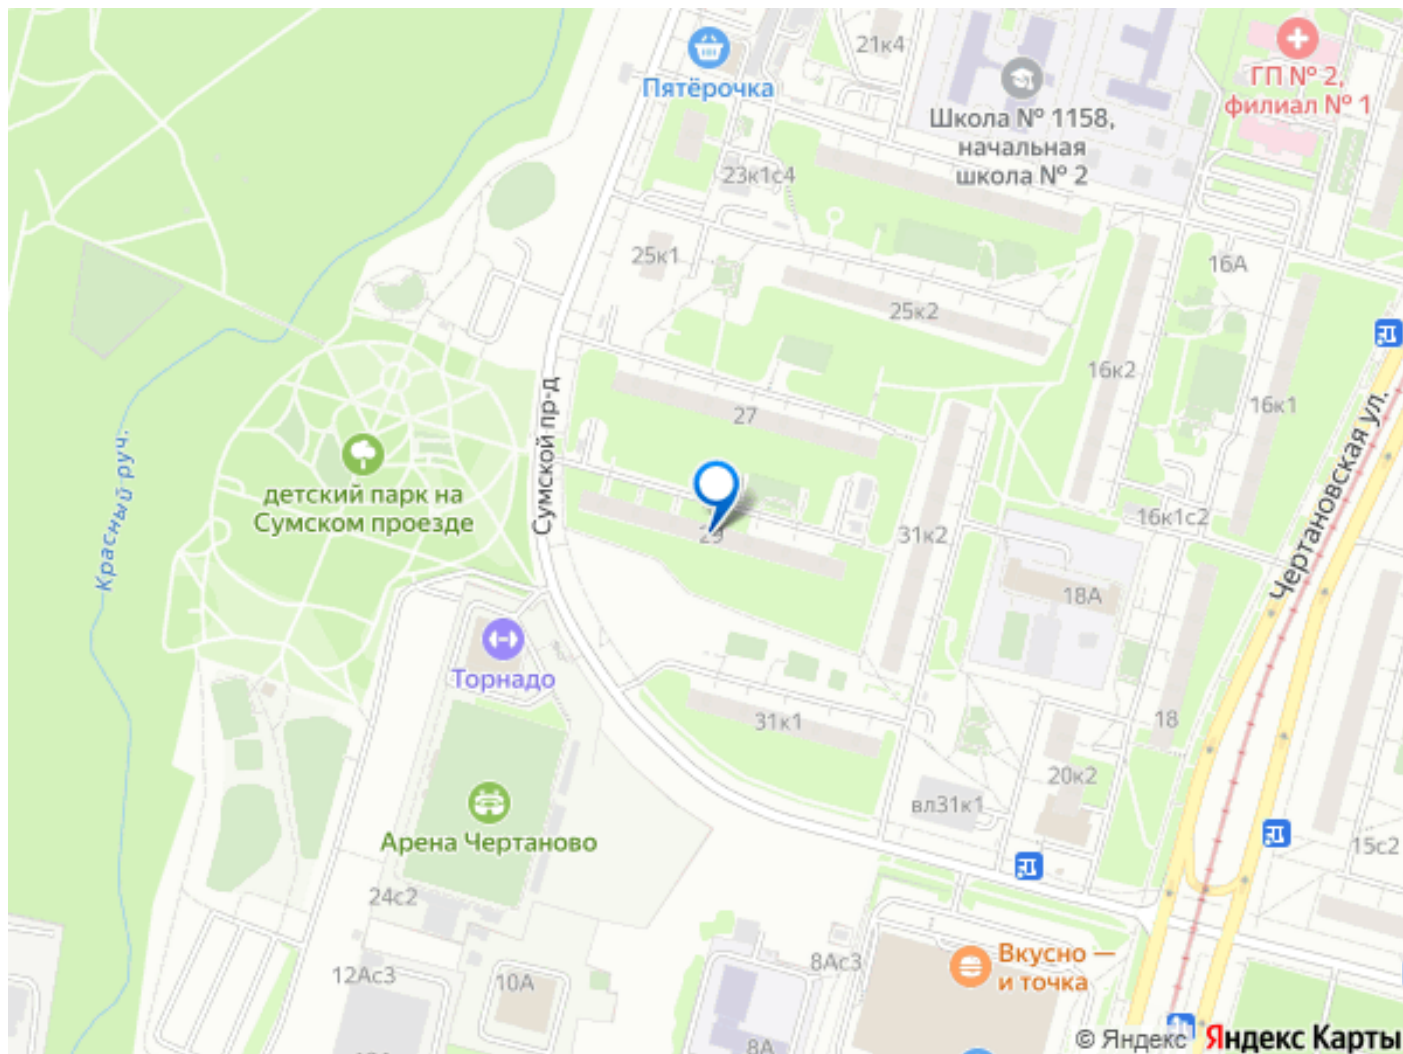 21к4
Пятёрочка
ГП № 2,
филиал № 1
Школа № 1158,
начальная
школа № 2
23к1с4
25к1
16А
25к2
16к2
16к1
27
Сумской пр-д
Чертановская ул.
Красный руч.
детский парк на
Сумском проезде
29
31к2
16к1с2
18А
Торнадо
31к1
18
20к2
вл31к1
Арена Чертаново
15с2
24с2
Вкусно —
и точка
8Ас3
12Ас3
10А
8А
© Яндекс Яндекс Карты